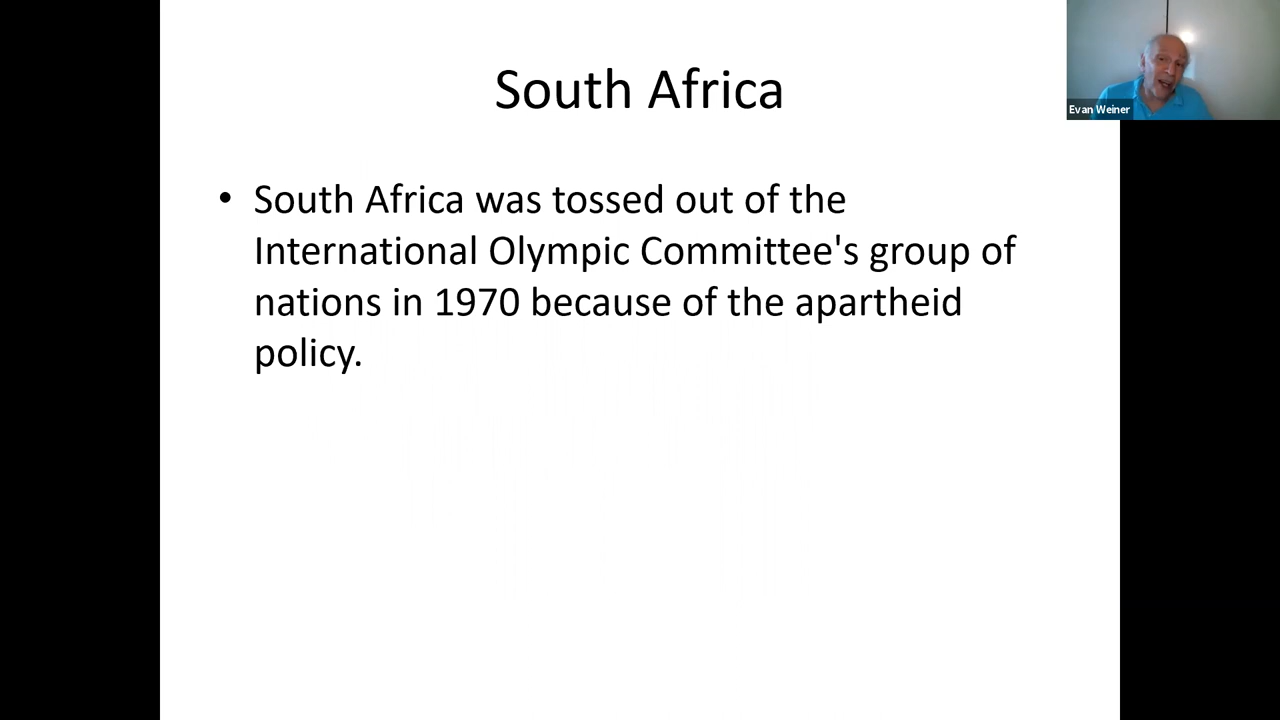 South Africa
Evan Weiner
• South Africa was tossed out of the
International Olympic Committee's group of
nations in 1970 because of the apartheid
policy.